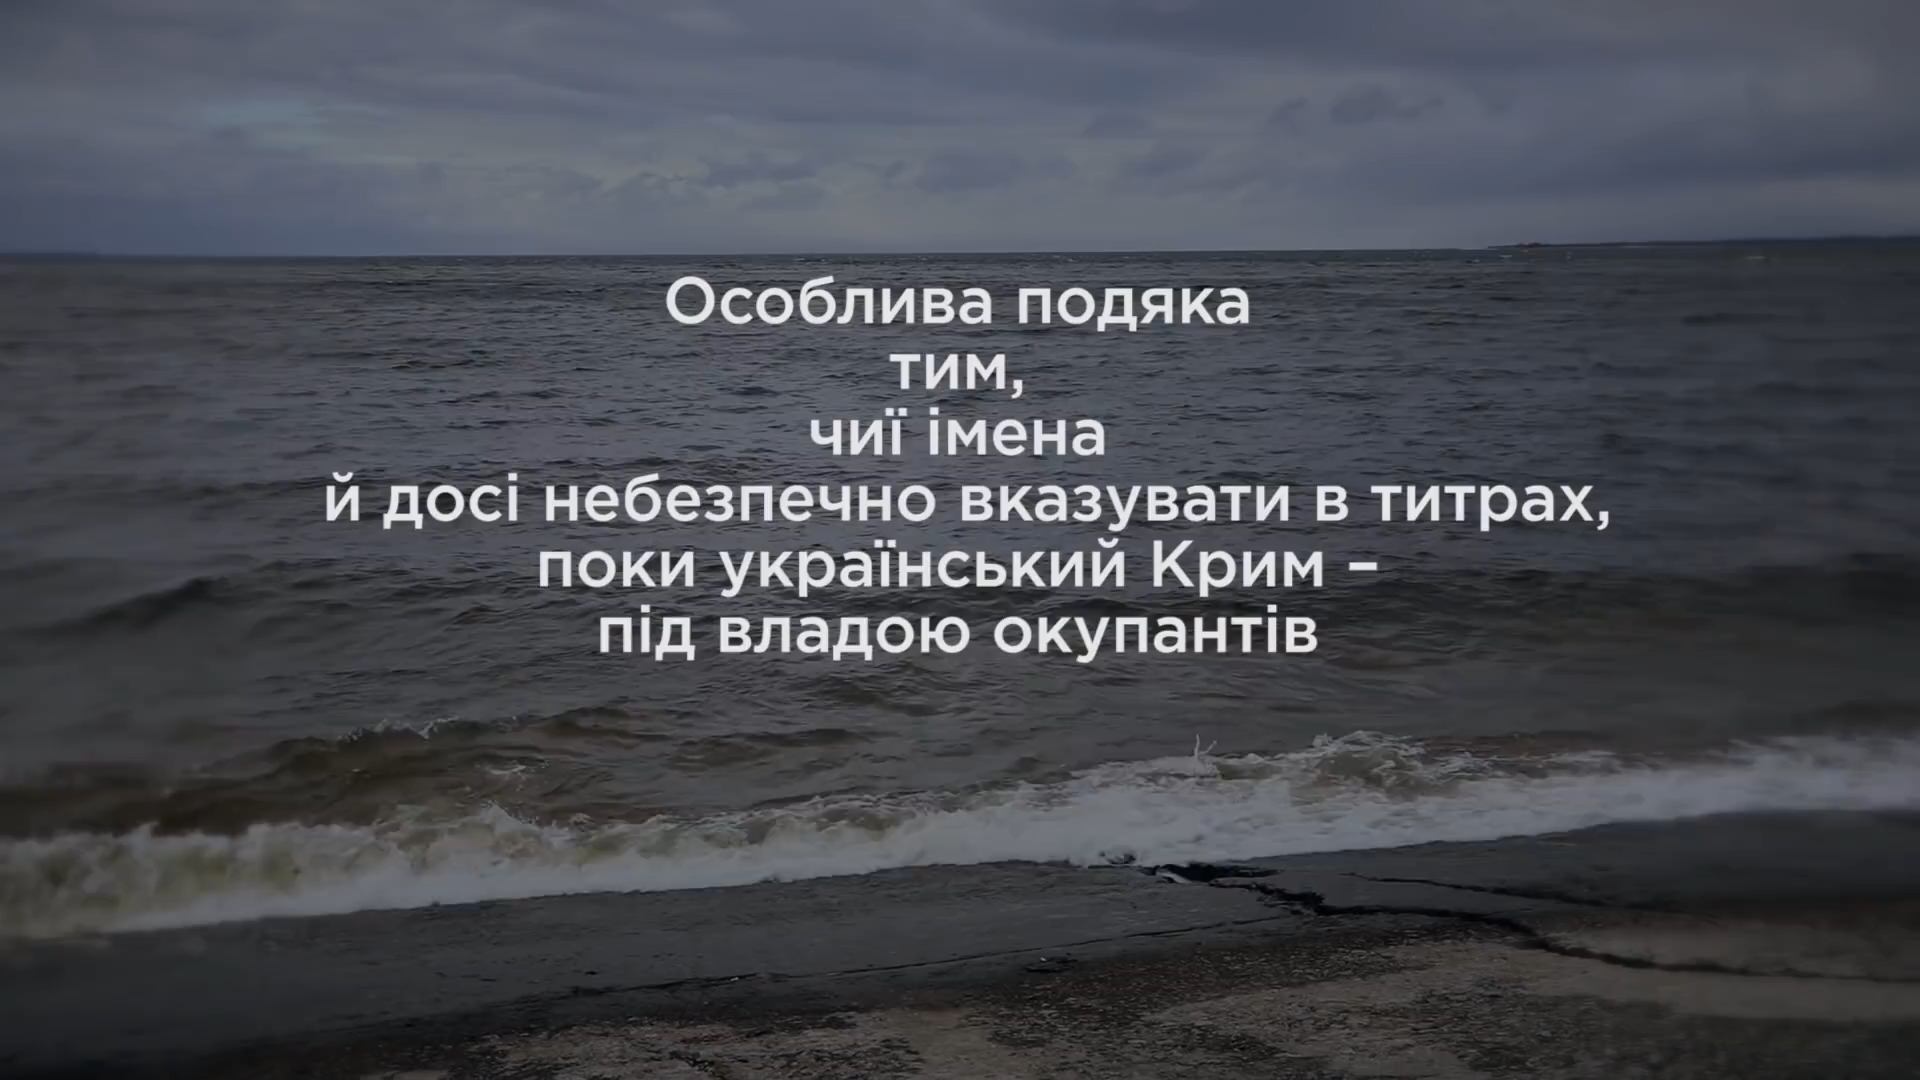 Особлива подяка
тим,
чиї імена
й досі небезпечно вказувати в титрах,
поки український Крим –
під владою окупантів